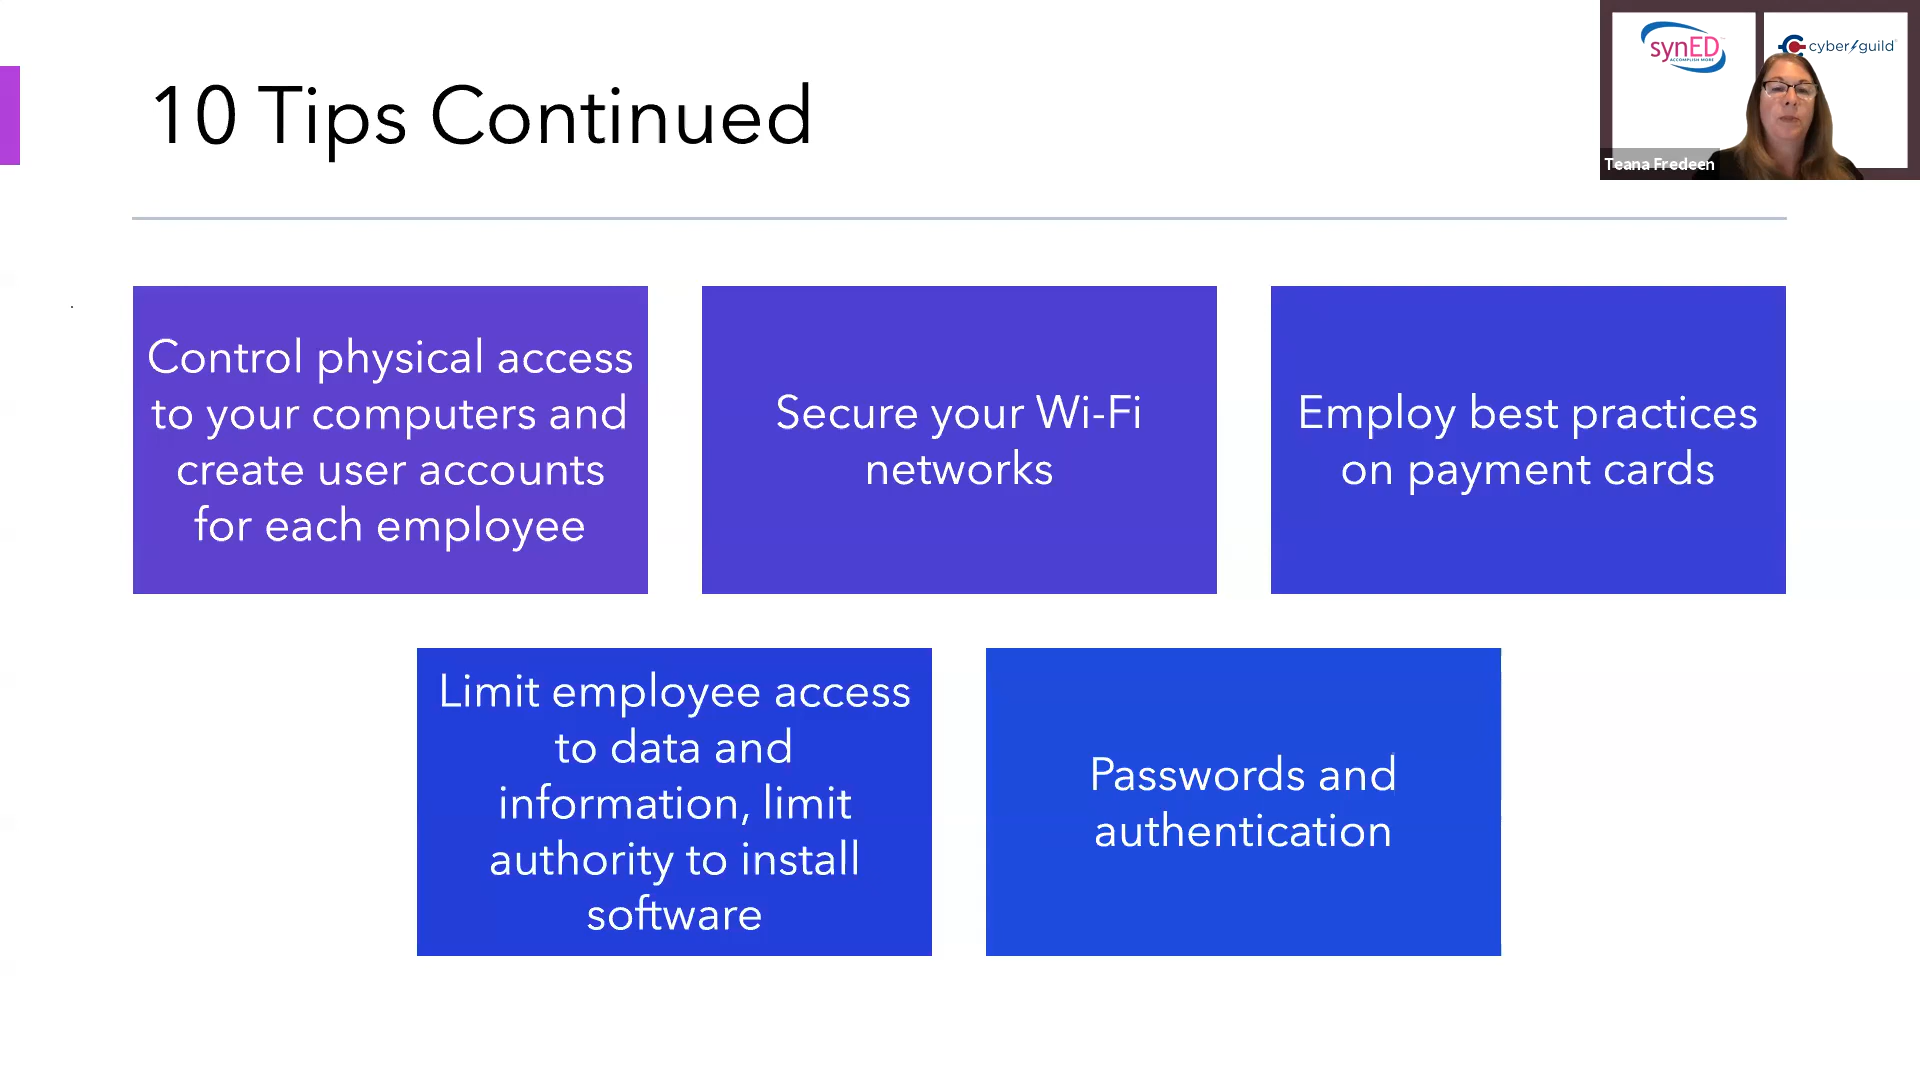 10 Tips Continued
synED
ACCOMPLISH MORE
cyber guild
Teana Fredeen
Control physical access
to your computers and
create user accounts
for each employee
Secure your Wi-Fi
networks
Employ best practices
on payment cards
Limit employee access
to data and
information, limit
authority to install
software
Passwords and
authentication